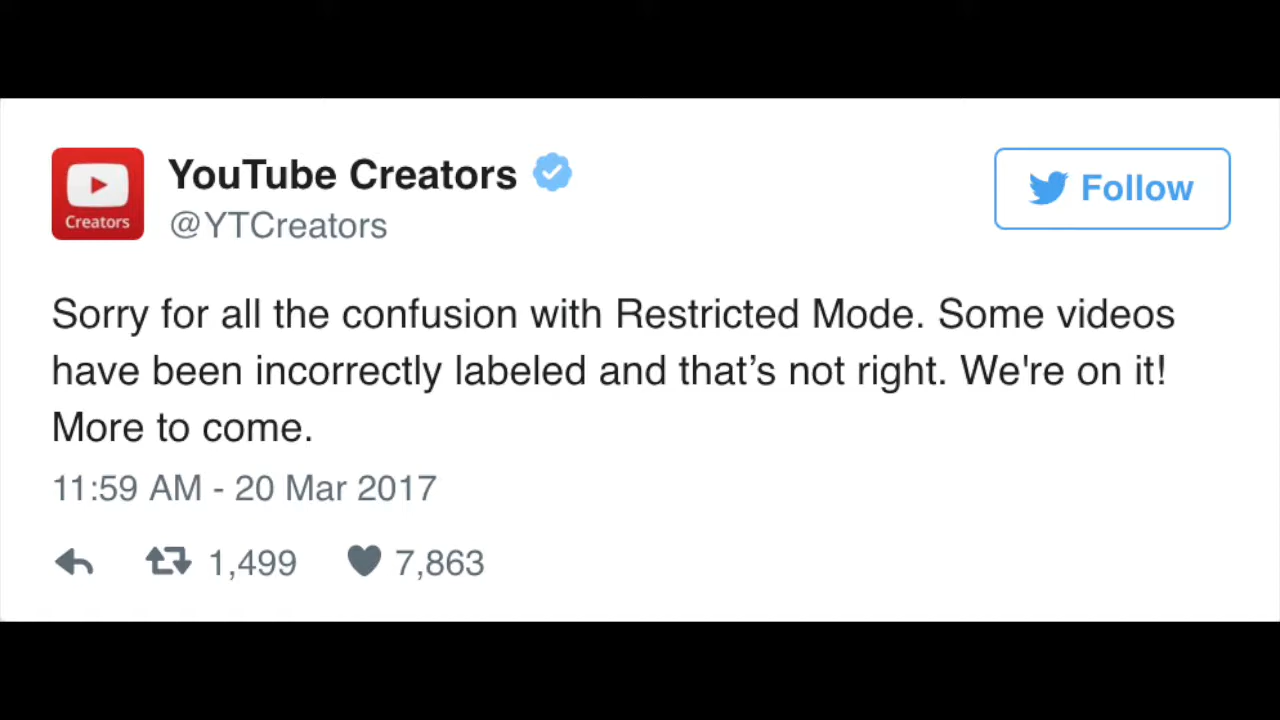 YouTube Creators
Creators
@YTCreators
Follow
Sorry for all the confusion with Restricted Mode. Some videos
have been incorrectly labeled and that’s not right. We're on it!
More to come.
11:59 AM - 20 Mar 2017
1,499 7,863